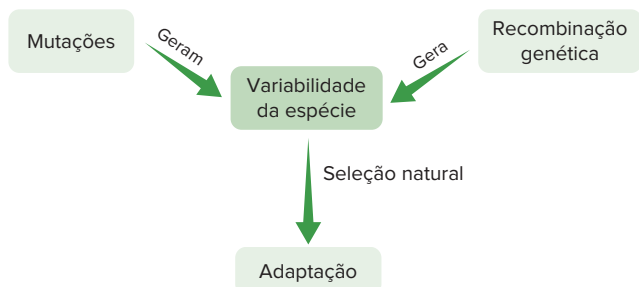 Mutações
Geram
Gera
Recombinação
genética
Variabilidade
da espécie
Seleção natural
Adaptação